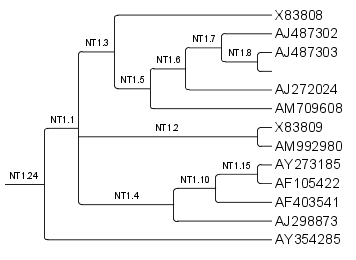 X83808
AJ487302
NT1.3
NT1.7
AJ487303
NT1.8
NT1.6
NT1.5
AJ272024
AM709608
NT1.1
X83809
NT1.2
AM992980
AY273185
NT1.15
NT1.10
AF105422
NT1.24
NT1.4
AF403541
AJ298873
AY354285